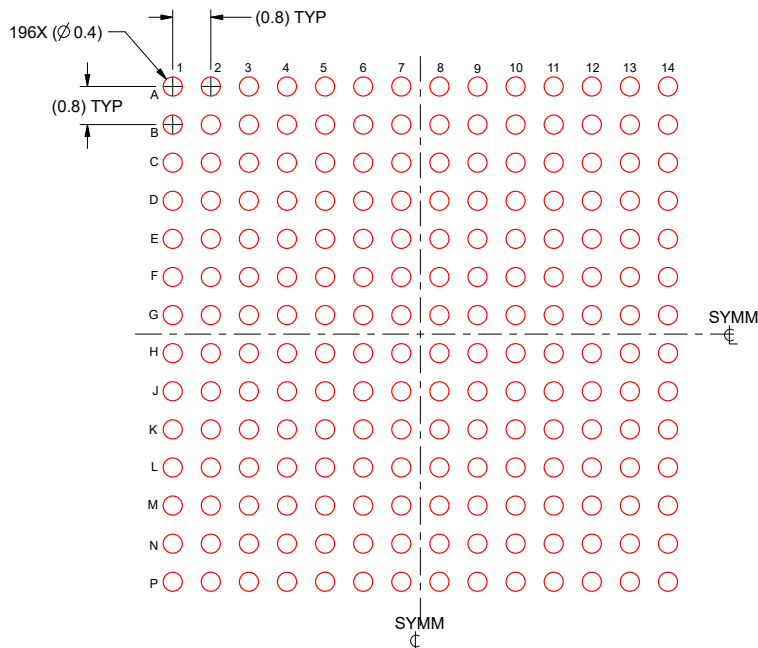 (0.8) TYP
196X (∅ 0.4)
1 2 3 4 5 6 7 8 9 10 11 12 13 14
A
(0.8) TYP
B
C
D
E
F
G
SYMM
℄
H
J
K
L
M
N
P
SYMM
℄